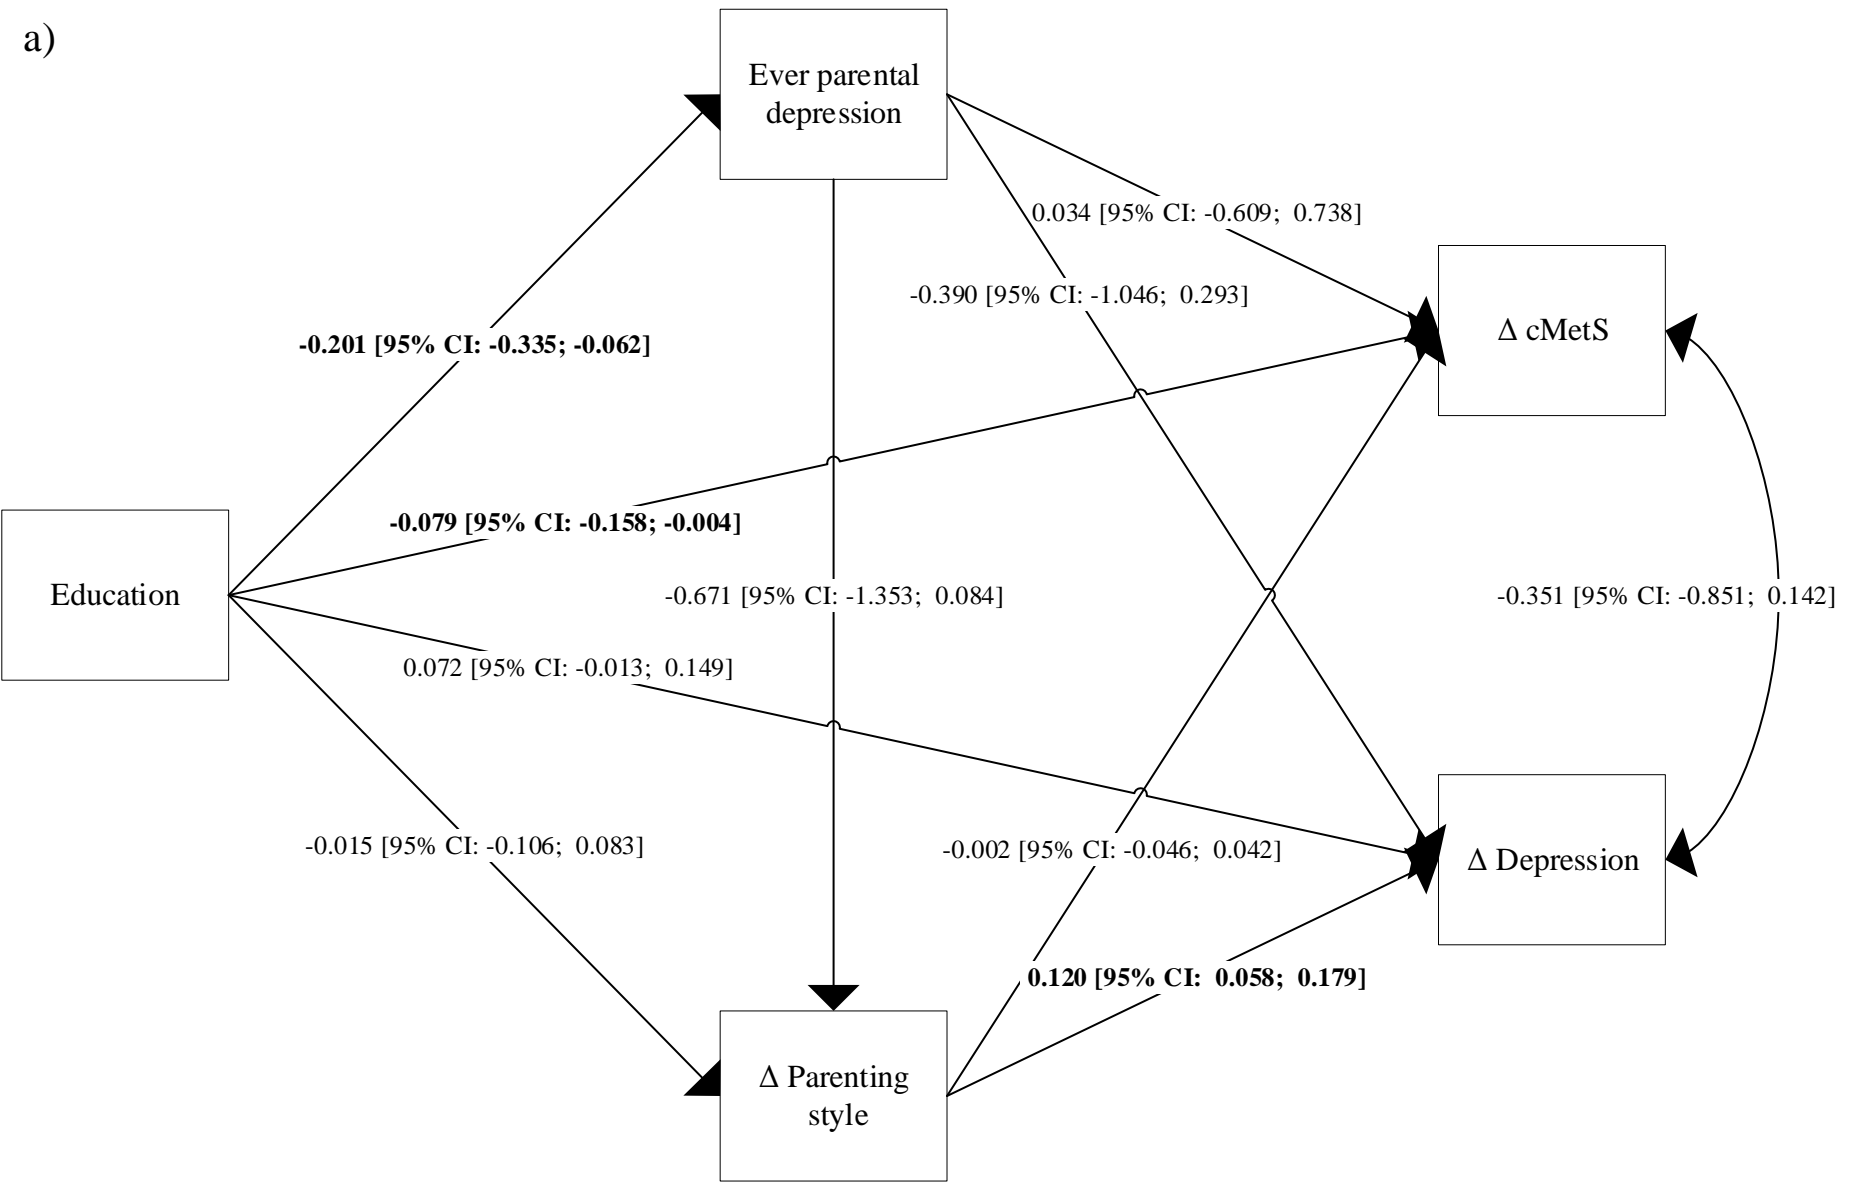 a)
Ever parental
depression
0.034 [95% CI: -0.609; 0.738]
-0.390 [95% CI: -1.046; 0.293]
Δ cMetS
-0.201 [95% CI: -0.335; -0.062]
-0.079 [95% CI: -0.158; -0.004]
Education
-0.671 [95% CI: -1.353; 0.084]
-0.351 [95% CI: -0.851; 0.142]
0.072 [95% CI: -0.013; 0.149]
-0.015 [95% CI: -0.106; 0.083]
-0.002 [95% CI: -0.046; 0.042]
Δ Depression
0.120 [95% CI: 0.058; 0.179]
Δ Parenting
style